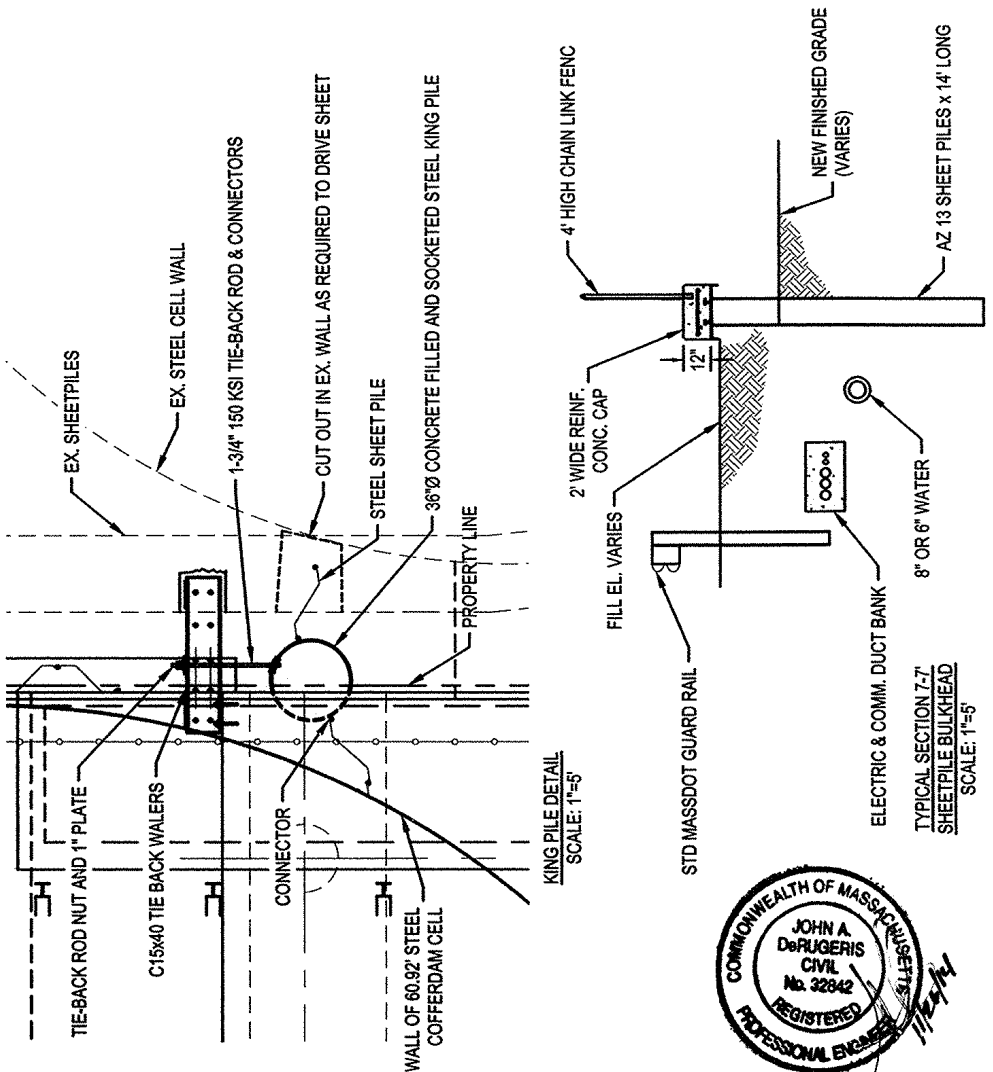 EX. SHEETPILES
EX. STEEL CELL WALL
1-3/4" 150 KSI TIE-BACK ROD & CONNECTORS
CUT OUT IN EX. WALL AS REQUIRED TO DRIVE SHEET
STEEL SHEET PILE
36"Ø CONCRETE FILLED AND SOCKETED STEEL KING PILE
PROPERTY LINE
TIE-BACK ROD NUT AND 1" PLATE
C15x40 TIE BACK WALERS
CONNECTOR
WALL OF 60.92' STEEL
COFFERDAM CELL
KING PILE DETAIL
SCALE: 1"=5'
4' HIGH CHAIN LINK FENC
2' WIDE REINF.
CONC. CAP
12"
NEW FINISHED GRADE
(VARIES)
AZ 13 SHEET PILES x 14' LONG
FILL EL. VARIES
STD MASSDOT GUARD RAIL
8" OR 6" WATER
ELECTRIC & COMM. DUCT BANK
TYPICAL SECTION 7-7'
SHEETPILE BULKHEAD
SCALE: 1"=5'
COMMONWEALTH OF MASSACHUSETTS
JOHN A.
DeRUGERIS
CIVIL
No. 32842
REGISTERED
PROFESSIONAL ENGINEER
11/26/14